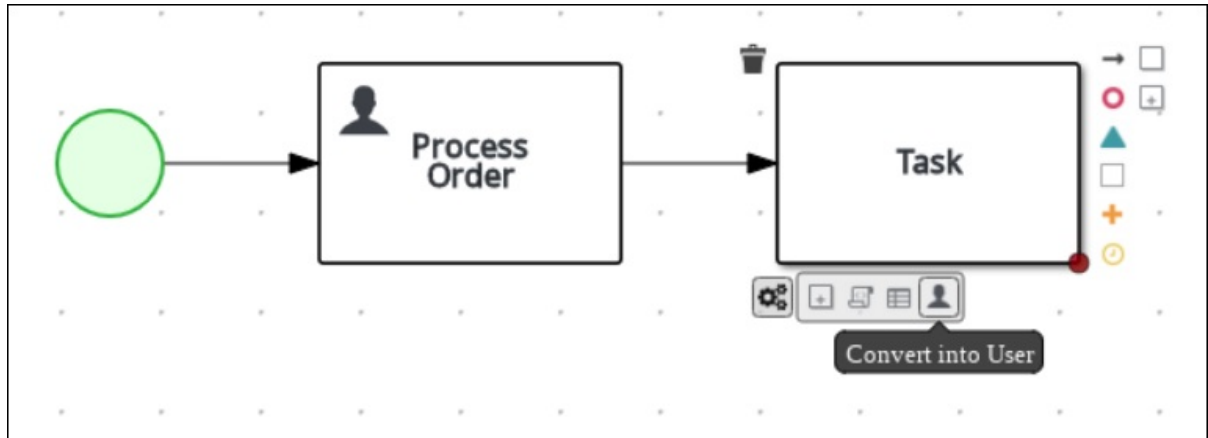 Process
Order
Task
Convert into User